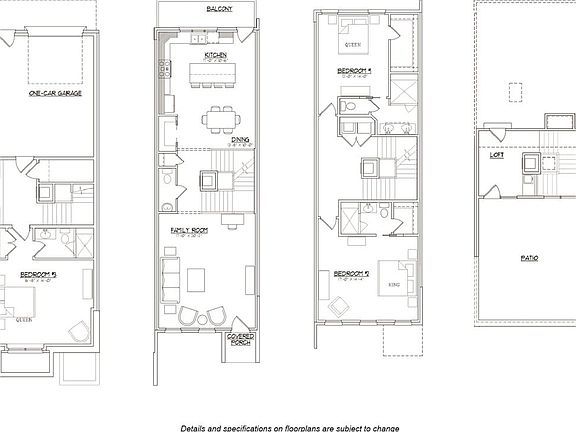 ONE-CAR GARAGE
BEDROOM #3
QUEEN
BALCONY
KITCHEN
DINING
FAMILY ROOM
COVERED
PORCH
QUEEN
BEDROOM #1
BEDROOM #2
KING
LOFT
PATIO
Details and specifications on floorplans are subject to change